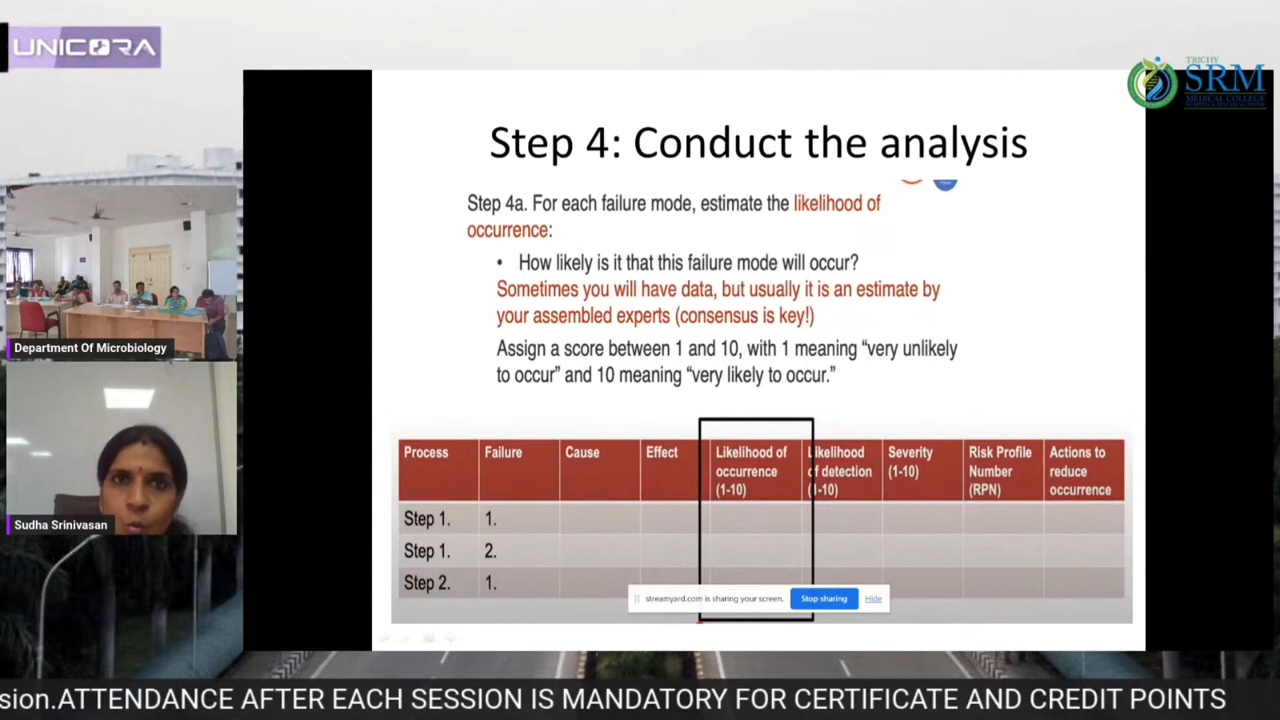 UNICORA
TRICHY
SRM
MEDICAL COLLEGE
HOSPITAL & RESEARCH CENTRE
Step 4: Conduct the analysis
Step 4a. For each failure mode, estimate the likelihood of
occurrence:
• How likely is it that this failure mode will occur?
Sometimes you will have data, but usually it is an estimate by
your assembled experts (consensus is key!)
Assign a score between 1 and 10, with 1 meaning “very unlikely
to occur” and 10 meaning “very likely to occur.”
Process
Failure
Cause
Effect
Likelihood of
occurrence
(1-10)
Likelihood
of detection
(1-10)
Severity
(1-10)
Risk Profile
Number
(RPN)
Actions to
reduce
occurrence
Step 1. 1.
Step 1. 2.
Step 2. 1.
streamyard.com is sharing your screen. Stop sharing Hide
Department Of Microbiology
Sudha Srinivasan
sion.ATTENDANCE AFTER EACH SESSION IS MANDATORY FOR CERTIFICATE AND CREDIT POINTS